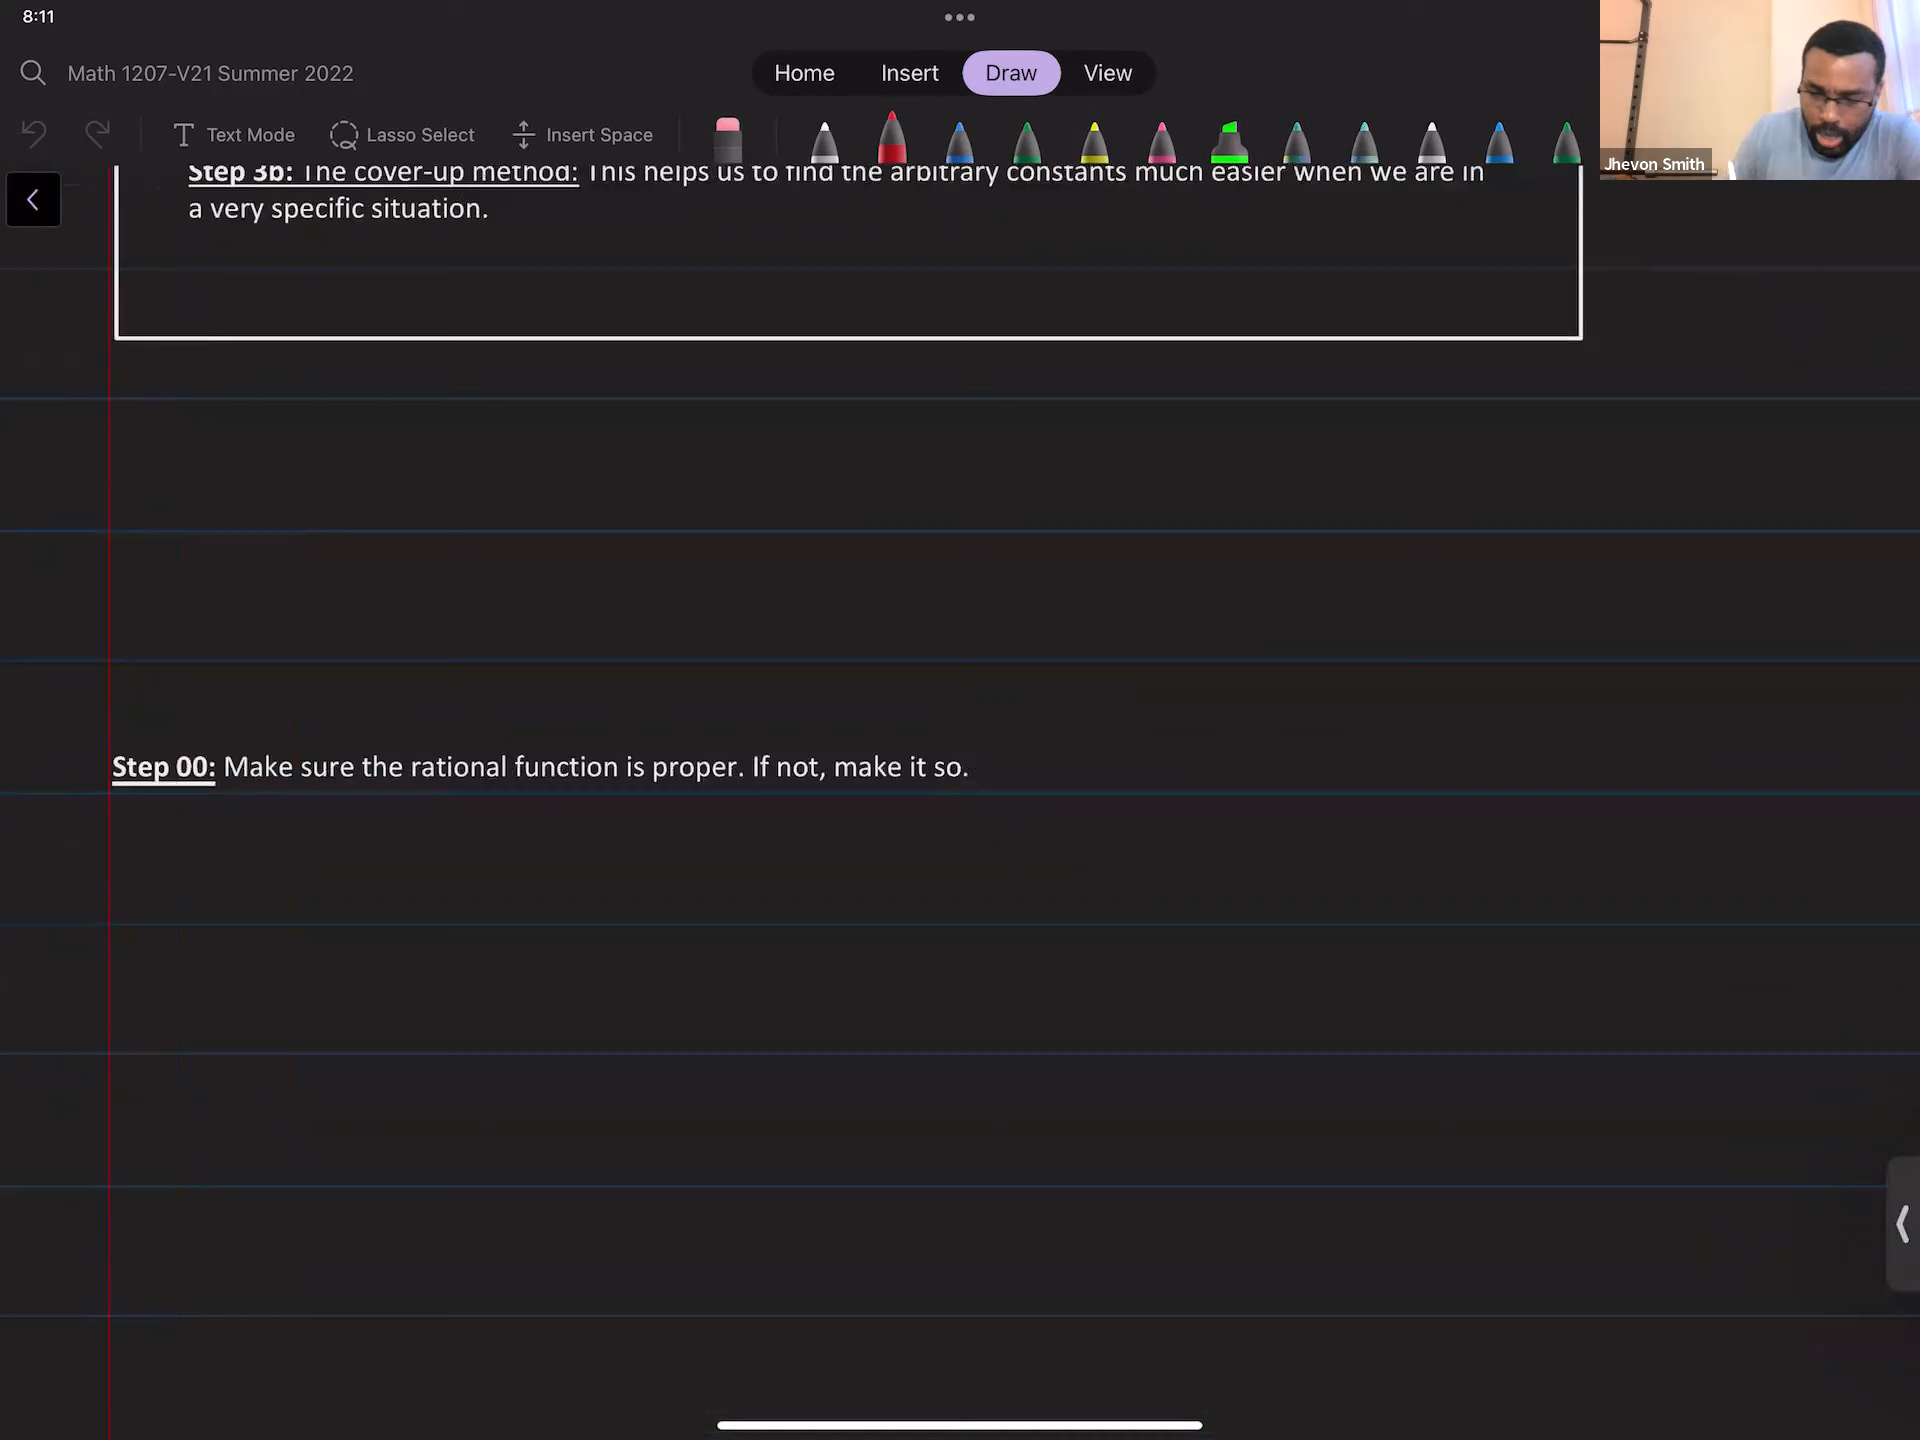 8:11
Math 1207-V21 Summer 2022
Home Insert Draw View
Text Mode Lasso Select Insert Space
Jhevon Smith
Step 3b: The cover-up method: This helps us to find the arbitrary constants much easier when we are in
a very specific situation.
Step 00: Make sure the rational function is proper. If not, make it so.